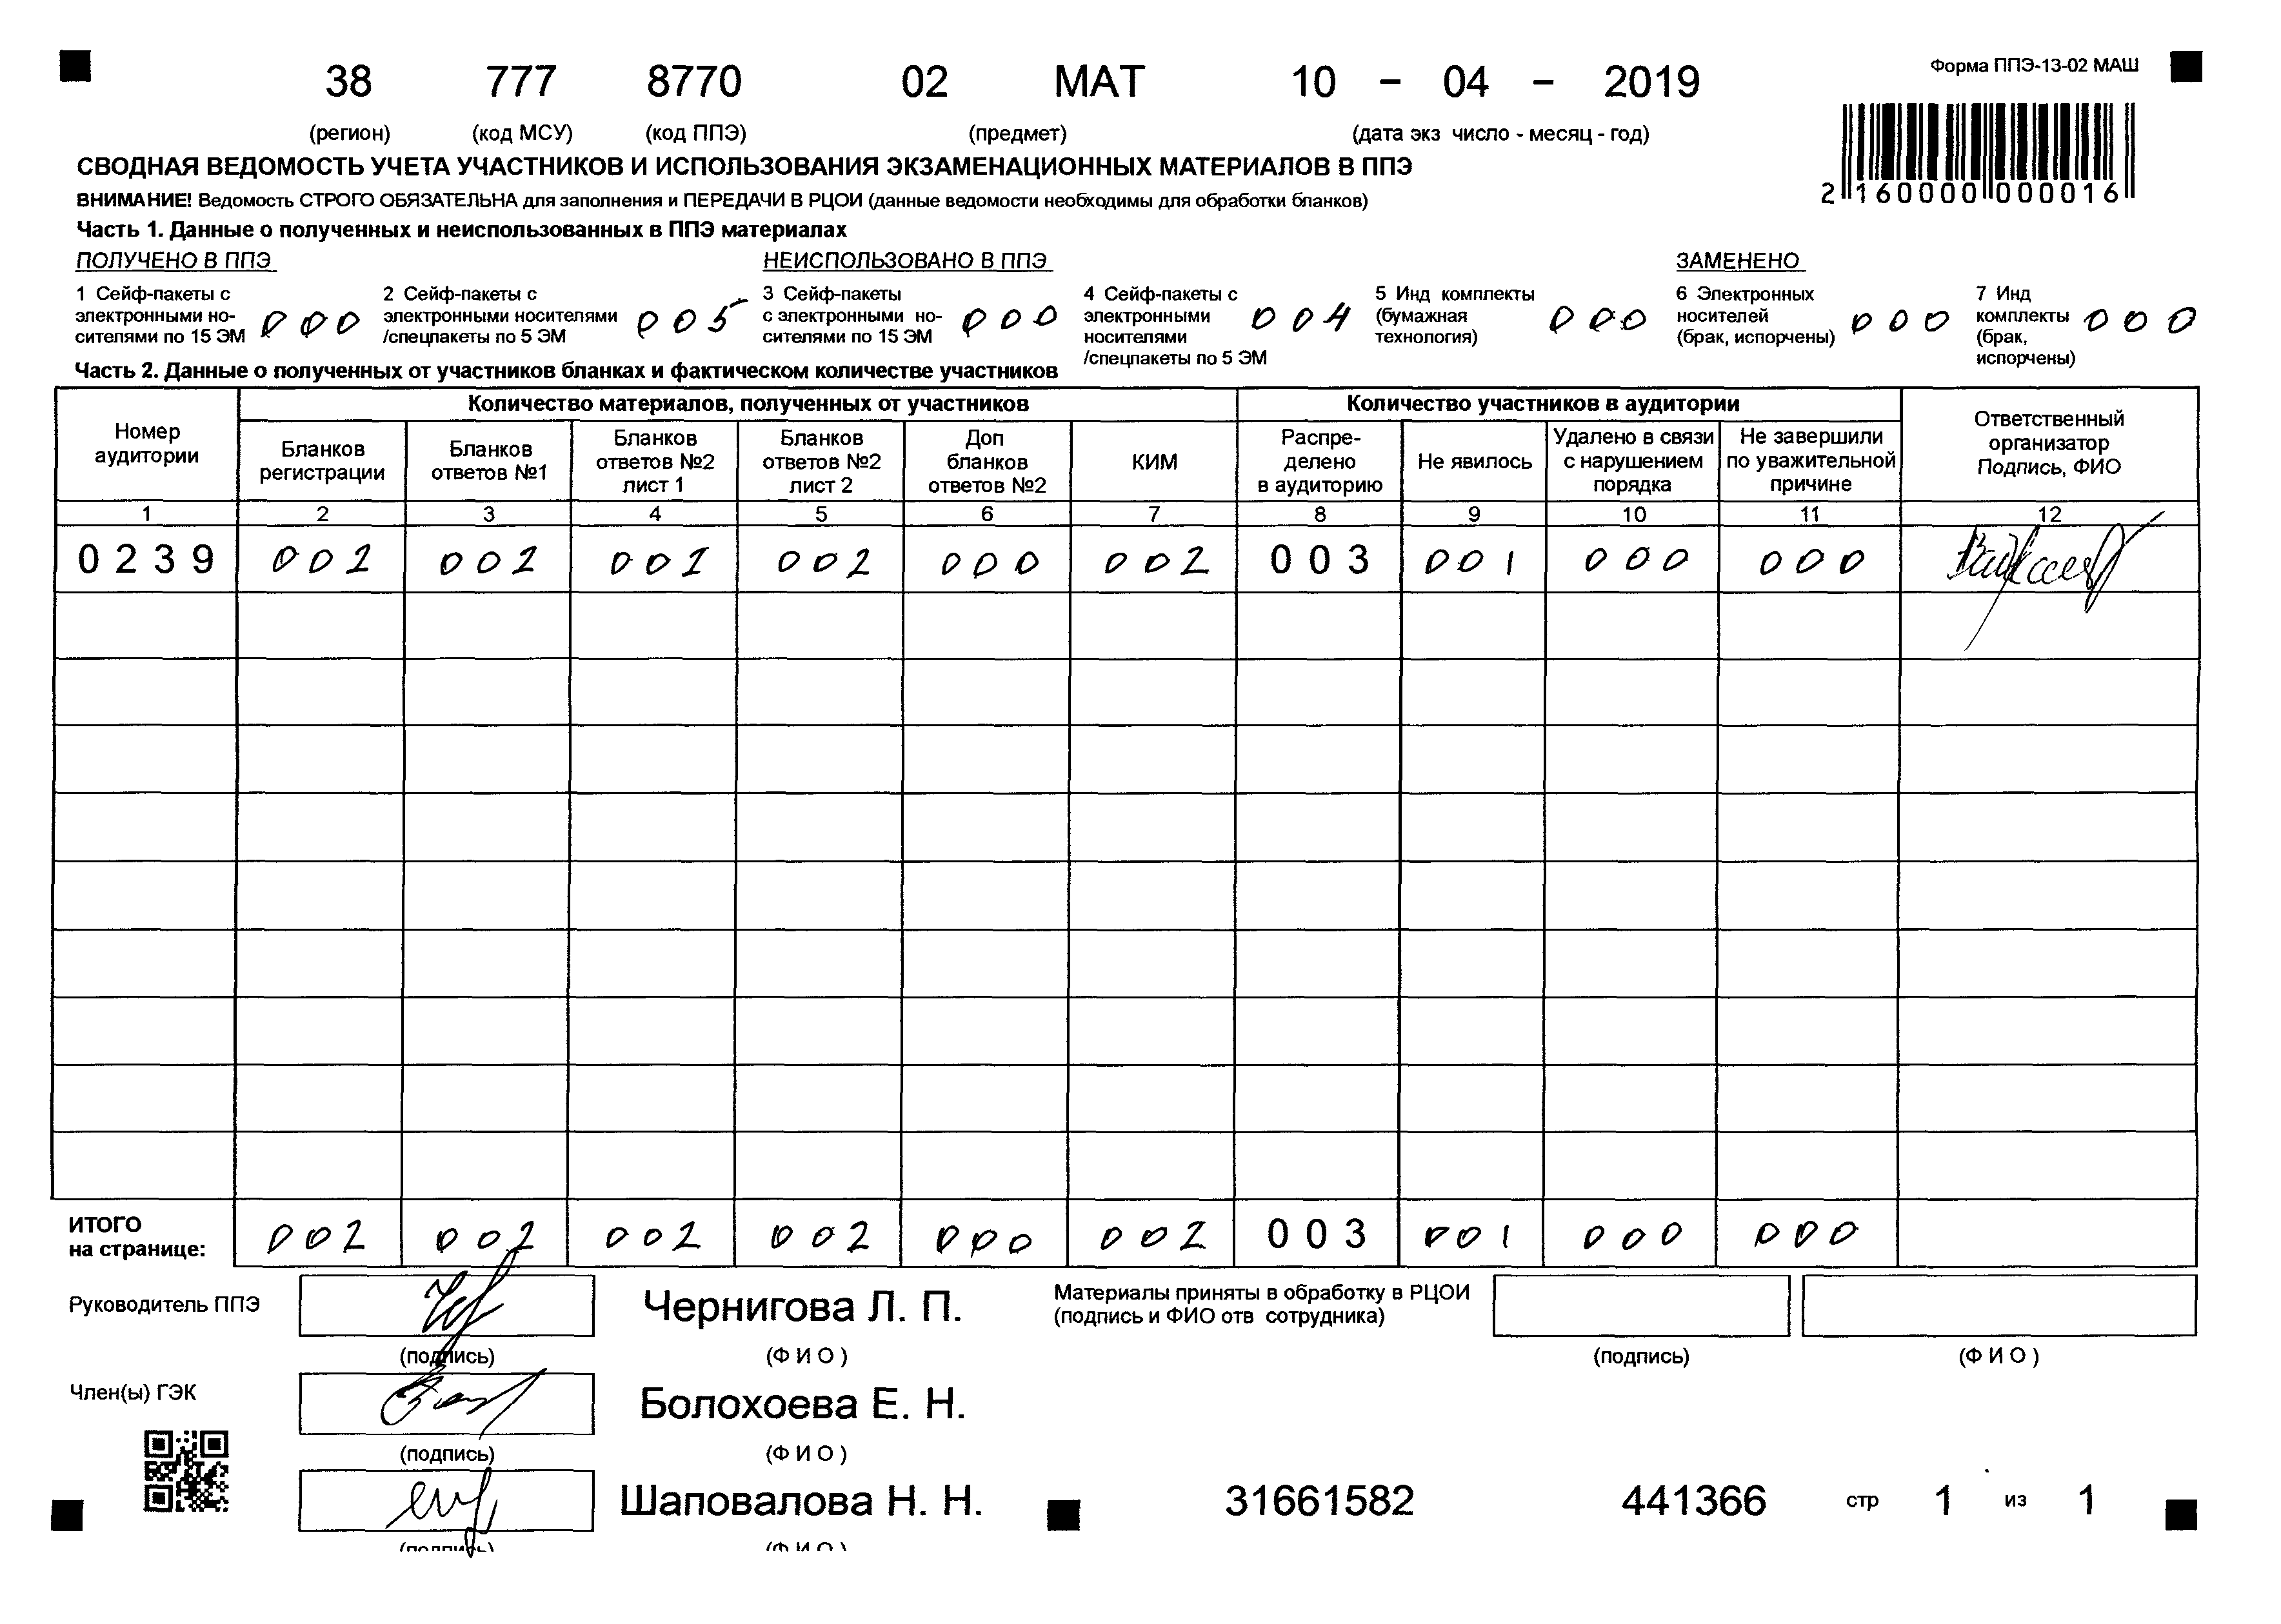 38 777 8770 02 МАТ 10 - 04 - 2019 Форма ППЭ-13-02 МАШ
(регион) (код МСУ) (код ППЭ) (предмет) (дата экз число - месяц - год)
СВОДНАЯ ВЕДОМОСТЬ УЧЕТА УЧАСТНИКОВ И ИСПОЛЬЗОВАНИЯ ЭКЗАМЕНАЦИОННЫХ МАТЕРИАЛОВ В ППЭ
2 160000 000016
ВНИМАНИЕ! Ведомость СТРОГО ОБЯЗАТЕЛЬНА для заполнения и ПЕРЕДАЧИ В РЦОИ (данные ведомости необходимы для обработки бланков)
Часть 1. Данные о полученных и неиспользованных в ППЭ материалах
ПОЛУЧЕНО В ППЭ НЕИСПОЛЬЗОВАНО В ППЭ ЗАМЕНЕНО
1 Сейф-пакеты с
электронными но-
сителями по 15 ЭМ
000
2 Сейф-пакеты с
электронными носителями
/спецпакеты по 5 ЭМ
005
3 Сейф-пакеты
с электронными но-
сителями по 15 ЭМ
000
4 Сейф-пакеты с
электронными
носителями
/спецпакеты по 5 ЭМ
004
5 Инд комплекты
(бумажная
технология)
000
6 Электронных
носителей
(брак, испорчены)
000
7 Инд
комплекты
(брак,
испорчены)
000
Часть 2. Данные о полученных от участников бланках и фактическом количестве участников
Номер
аудитории
Количество материалов, полученных от участников
Количество участников в аудитории
Ответственный
организатор
Подпись, ФИО
Бланков
регистрации
Бланков
ответов №1
Бланков
ответов №2
лист 1
Бланков
ответов №2
лист 2
Доп
бланков
ответов №2
КИМ
Распре-
делено
в аудиторию
Не явилось
Удалено в связи
с нарушением
порядка
Не завершили
по уважительной
причине
1 2 3 4 5 6 7 8 9 10 11 12
0239 002 002 002 002 000 002 003 001 000 000
ИТОГО
на странице:
002 002 002 002 000 002 003 001 000 000
Руководитель ППЭ Чернигова Л. П.
(подпись) (Ф И О )
Материалы приняты в обработку в РЦОИ
(подпись и ФИО отв сотрудника)
(подпись) (Ф И О )
Член(ы) ГЭК Болохоева Е. Н.
(подпись) (Ф И О )
Шаповалова Н. Н. 31661582 441366 стр 1 из 1
(подпись) (Ф И О )